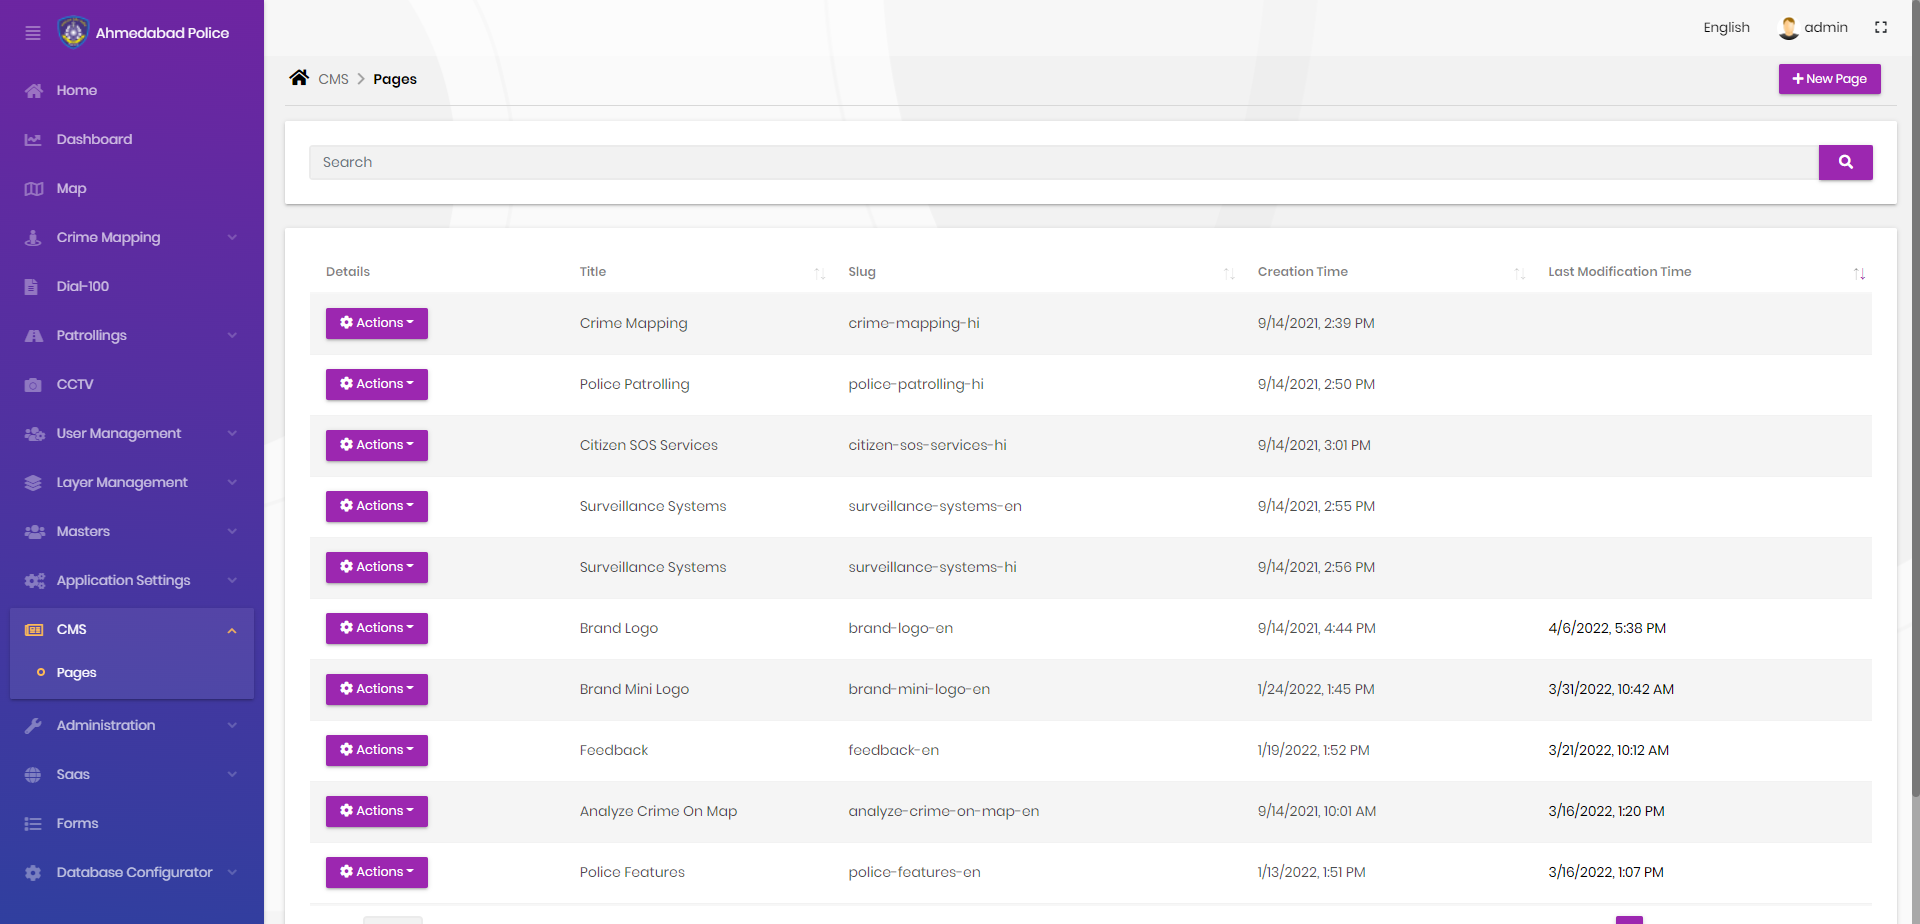 Ahmedabad Police
English
admin
Home
Dashboard
Map
Crime Mapping
Dial-100
Patrollings
CCTV
User Management
Layer Management
Masters
Application Settings
CMS
Pages
Administration
Saas
Forms
Database Configurator
CMS Pages
New Page
Search
Details Title Slug Creation Time Last Modification Time
Actions Crime Mapping crime-mapping-hi 9/14/2021, 2:39 PM
Actions Police Patrolling police-patrolling-hi 9/14/2021, 2:50 PM
Actions Citizen SOS Services citizen-sos-services-hi 9/14/2021, 3:01 PM
Actions Surveillance Systems surveillance-systems-en 9/14/2021, 2:55 PM
Actions Surveillance Systems surveillance-systems-hi 9/14/2021, 2:56 PM
Actions Brand Logo brand-logo-en 9/14/2021, 4:44 PM 4/6/2022, 5:38 PM
Actions Brand Mini Logo brand-mini-logo-en 1/24/2022, 1:45 PM 3/31/2022, 10:42 AM
Actions Feedback feedback-en 1/19/2022, 1:52 PM 3/21/2022, 10:12 AM
Actions Analyze Crime On Map analyze-crime-on-map-en 9/14/2021, 10:01 AM 3/16/2022, 1:20 PM
Actions Police Features police-features-en 1/13/2022, 1:51 PM 3/16/2022, 1:07 PM